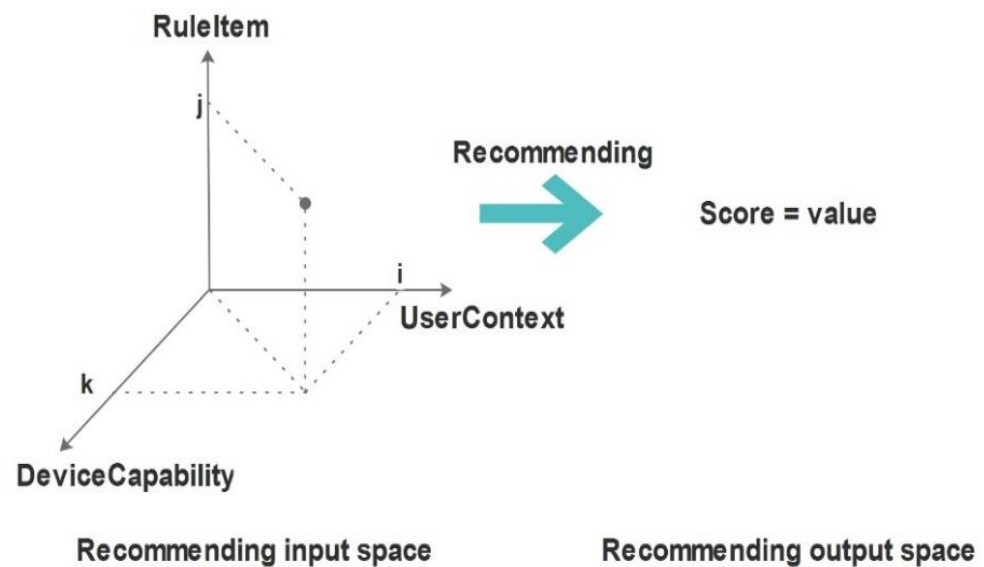 RuleItem
j
Recommending
Score = value
i
UserContext
k
DeviceCapability
Recommending input space
Recommending output space